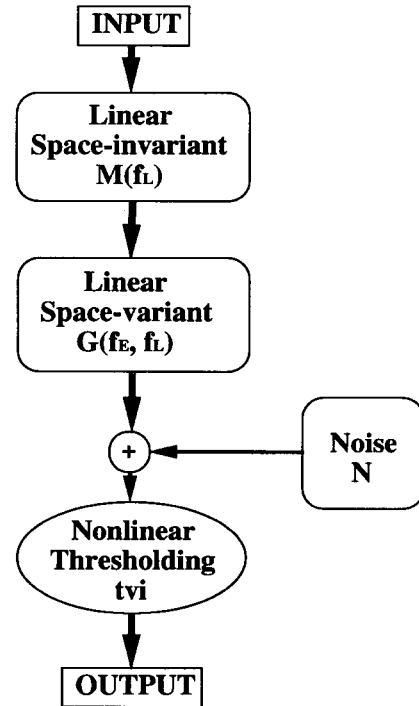 INPUT
Linear
Space-invariant
M(fL)
Linear
Space-variant
G(fE, fL)
+
Noise
N
Nonlinear
Thresholding
tvi
OUTPUT